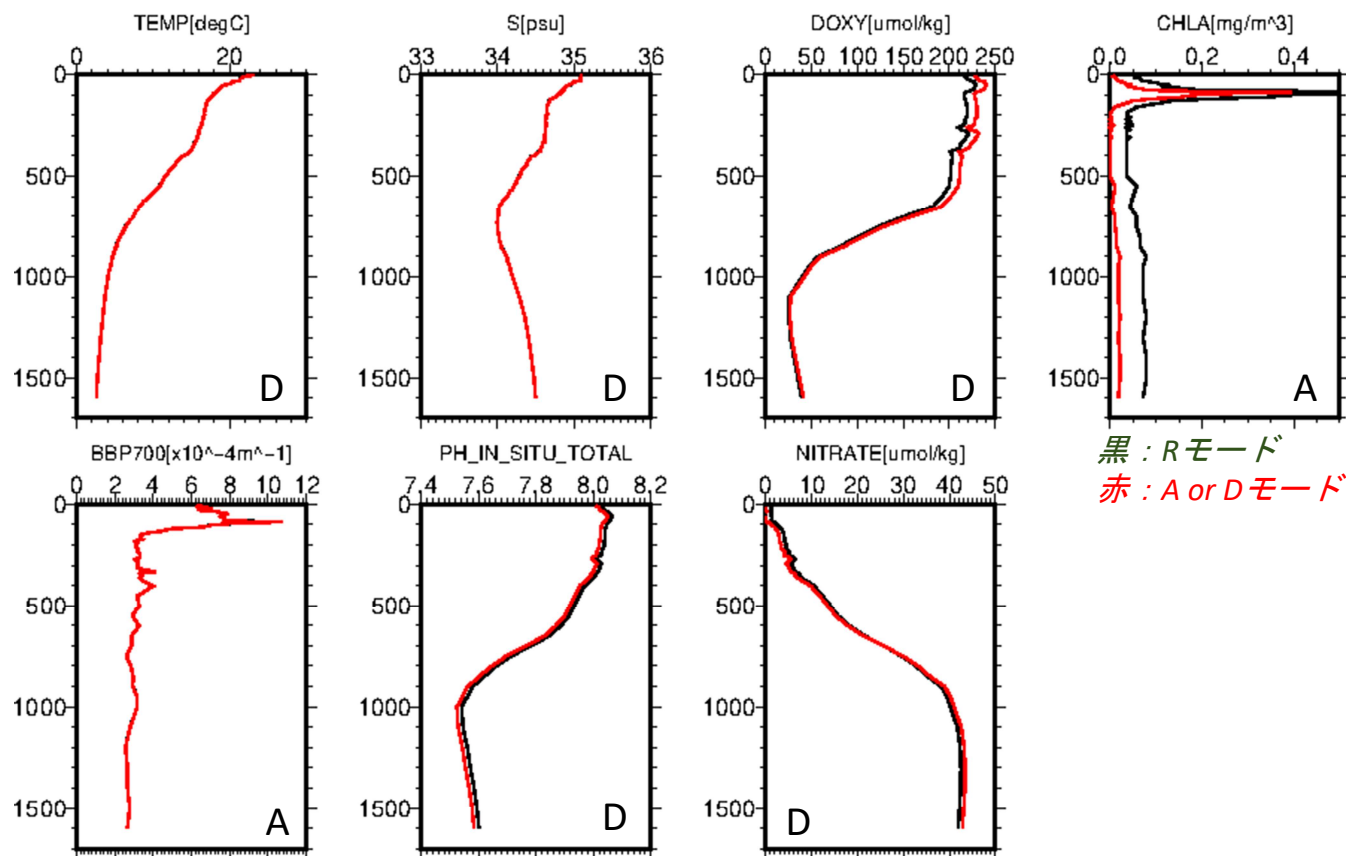 TEMP[degC]
0 20
0
500
1000
1500
D
S[psu]
33 34 35 36
0
500
1000
1500
D
DOXY[umol/kg]
0 50 100 150 200 250
0
500
1000
1500
D
CHLA[mg/m^3]
0.0 0.2 0.4
0
500
1000
1500
A
黒：Rモード
赤：A or Dモード
BBP700[x10^-4m^-1]
0 2 4 6 8 10 12
0
500
1000
1500
A
PH_IN_SITU_TOTAL
7.4 7.6 7.8 8.0 8.2
0
500
1000
1500
D
NITRATE[umol/kg]
0 10 20 30 40 50
0
500
1000
1500
D